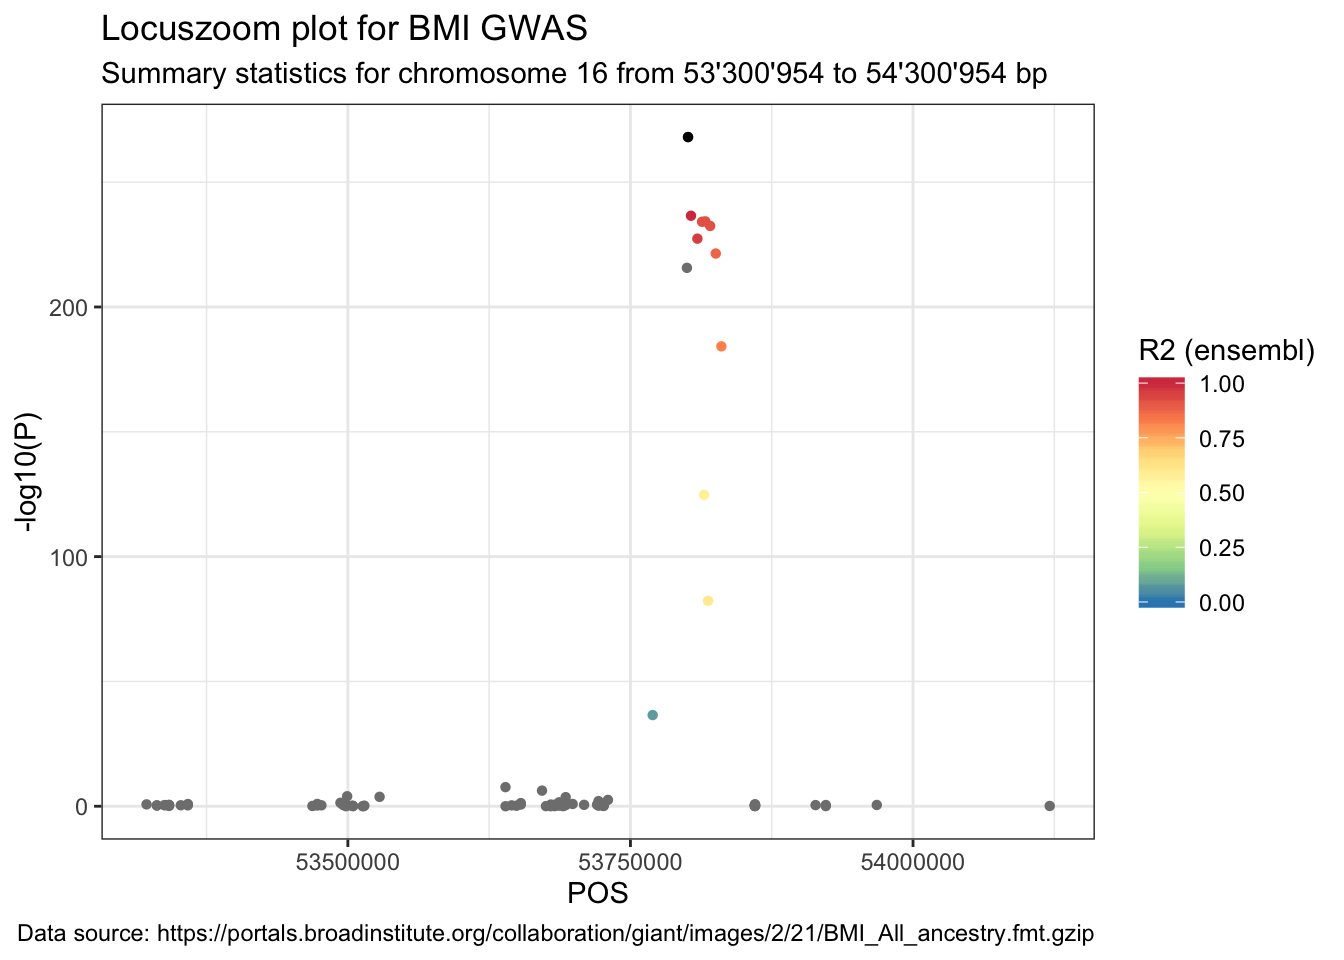 Locuszoom plot for BMI GWAS
Summary statistics for chromosome 16 from 53'300'954 to 54'300'954 bp
-log10(P)
200
100
0
53500000
53750000
54000000
POS
R2 (ensembl)
1.00
0.75
0.50
0.25
0.00
Data source: https://portals.broadinstitute.org/collaboration/giant/images/2/21/BMI_All_ancestry.fmt.gzip